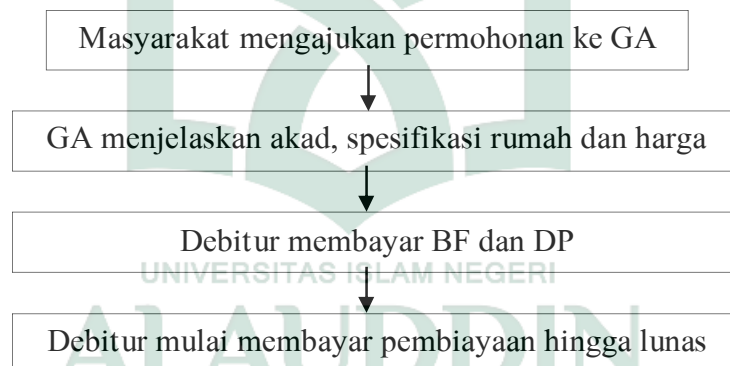 Masyarakat mengajukan permohonan ke GA
GA menjelaskan akad, spesifikasi rumah dan harga
Debitur membayar BF dan DP
UNIVERSITAS ISLAM NEGERI
ALAUDDIN
Debitur mulai membayar pembiayaan hingga lunas